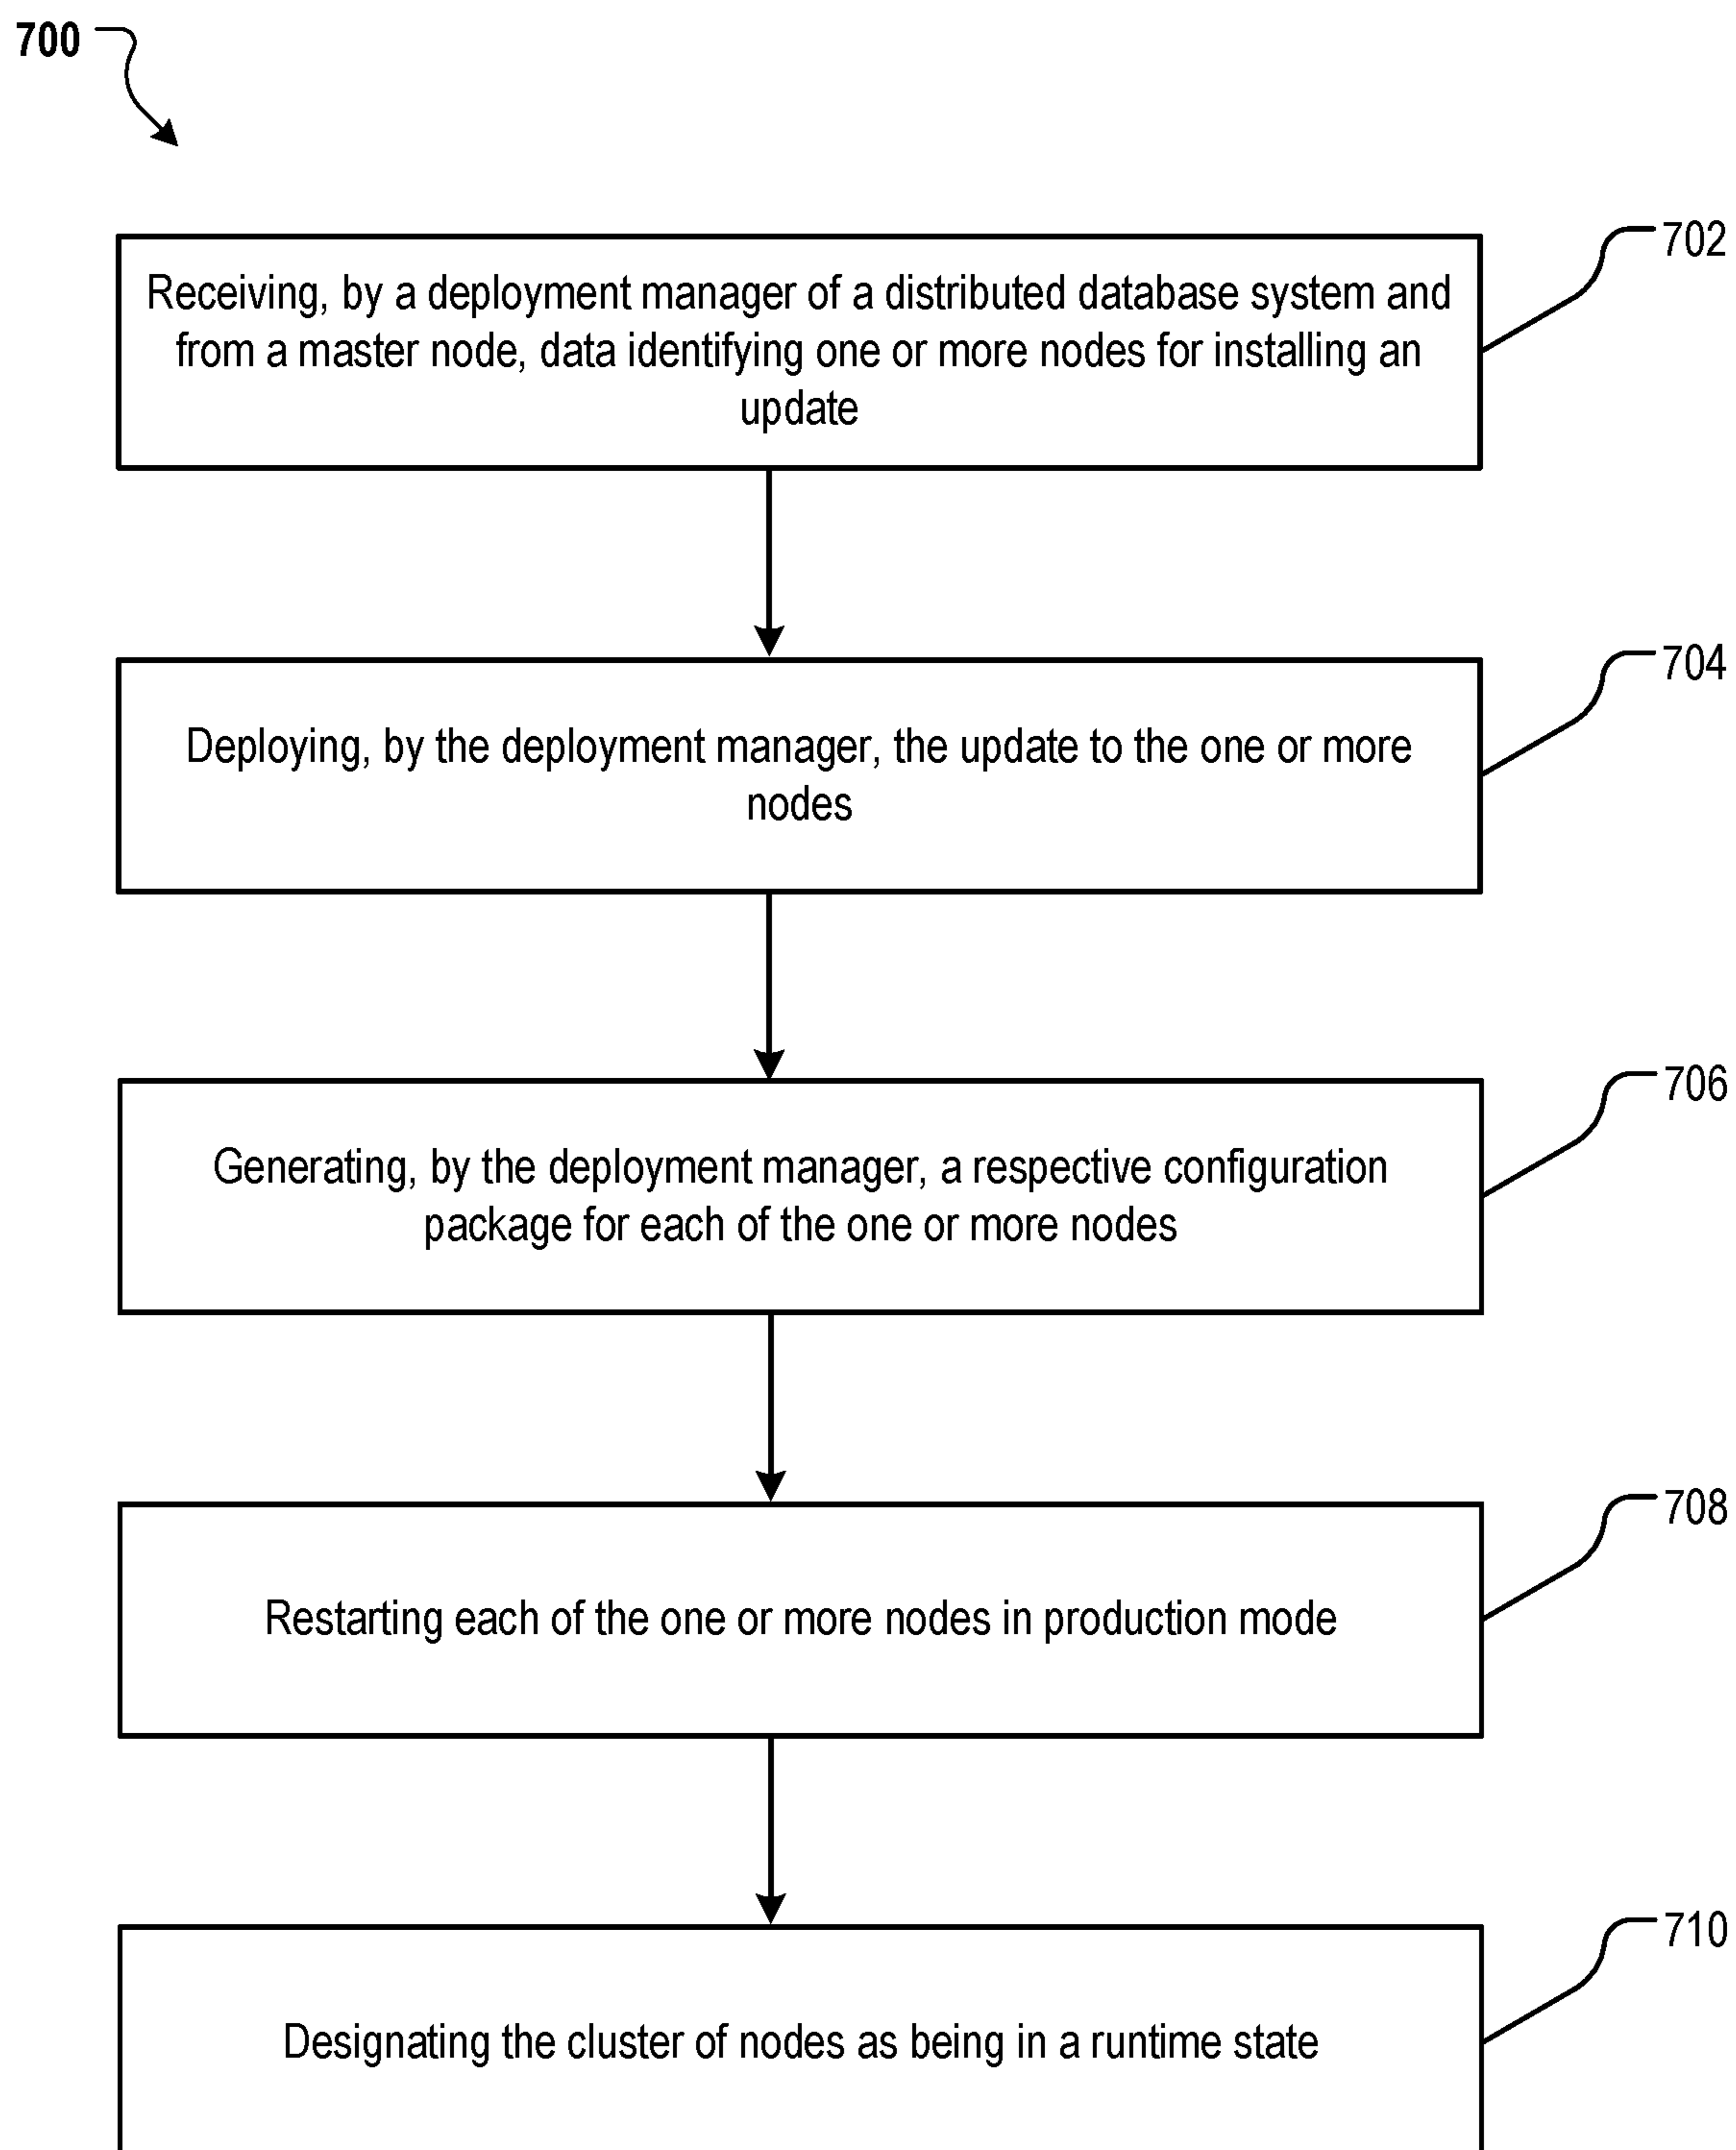 700
702
Receiving, by a deployment manager of a distributed database system and
from a master node, data identifying one or more nodes for installing an
update
704
Deploying, by the deployment manager, the update to the one or more
nodes
706
Generating, by the deployment manager, a respective configuration
package for each of the one or more nodes
708
Restarting each of the one or more nodes in production mode
710
Designating the cluster of nodes as being in a runtime state